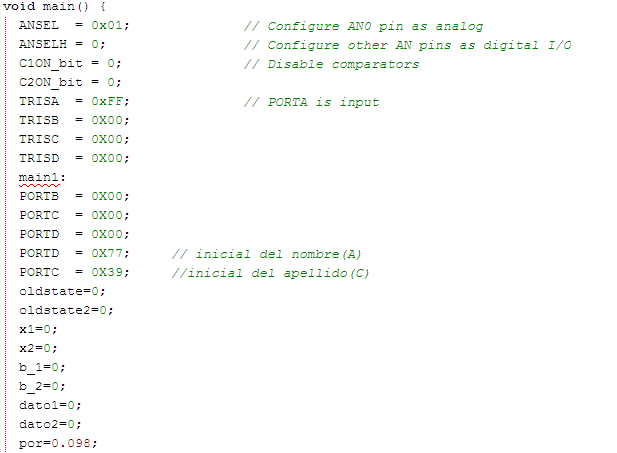 void main() {
ANSEL = 0x01; // Configure AN0 pin as analog
ANSELH = 0; // Configure other AN pins as digital I/O
C1ON_bit = 0; // Disable comparators
C2ON_bit = 0;
TRISA = 0xFF; // PORTA is input
TRISB = 0X00;
TRISC = 0X00;
TRISD = 0X00;
main1:
PORTB = 0X00;
PORTC = 0X00;
PORTD = 0X00;
PORTD = 0X77; // inicial del nombre(A)
PORTC = 0X39; //inicial del apellido(C)
oldstate=0;
oldstate2=0;
x1=0;
x2=0;
b_1=0;
b_2=0;
dato1=0;
dato2=0;
por=0.098;